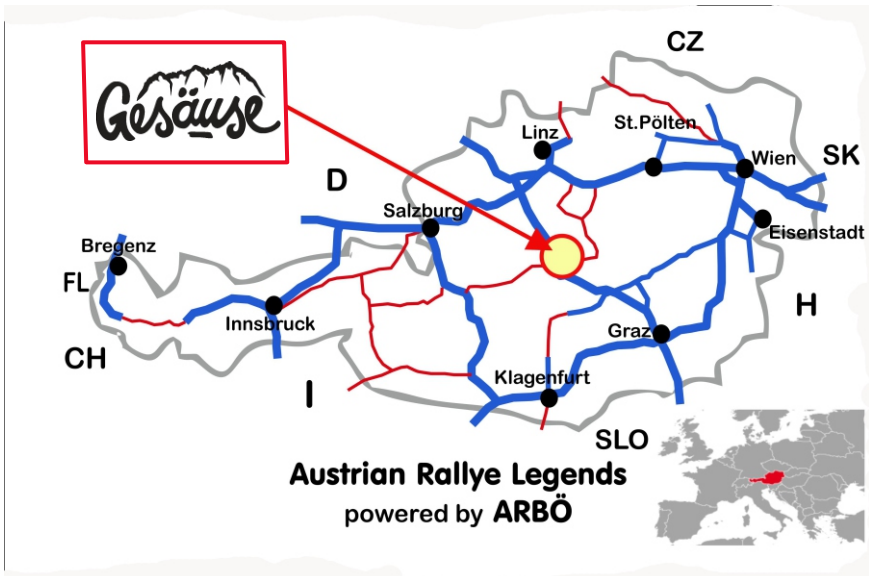 CZ
Gesäuse
St.Pölten
Linz
Wien
SK
D
Salzburg
Eisenstadt
Bregenz
FL
H
Innsbruck
Graz
CH
Klagenfurt
I
SLO
Austrian Rallye Legends
powered by ARBÖ